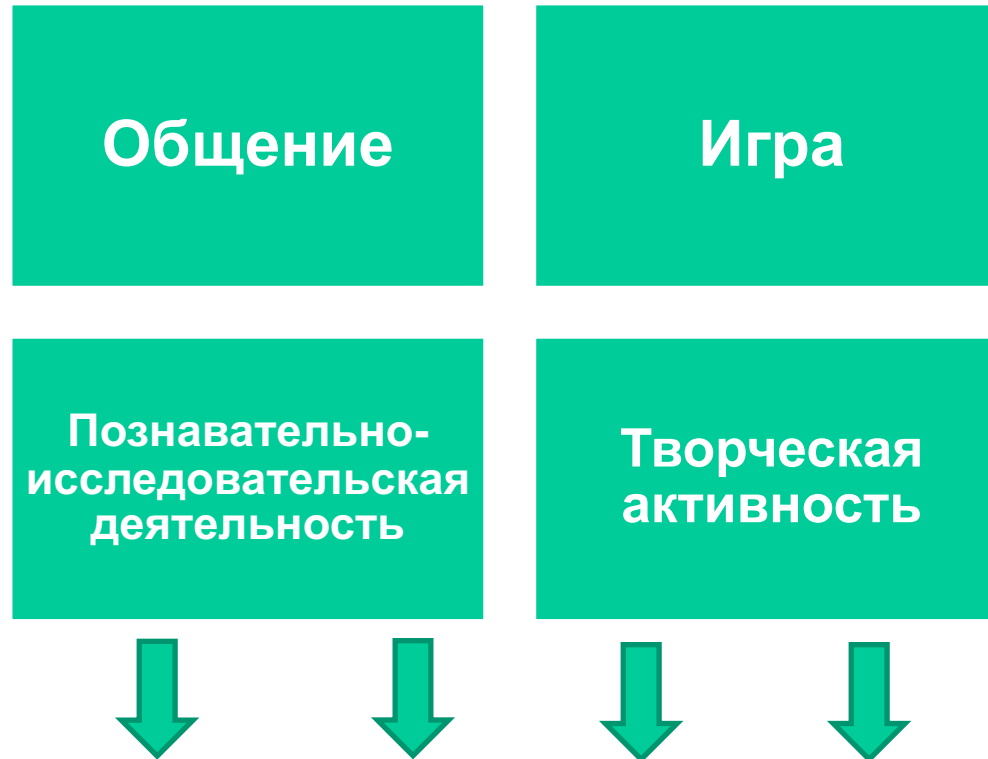 Общение
Игра
Познавательно-
исследовательская
деятельность
Творческая
активность